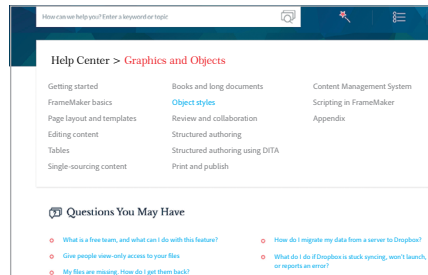 How can we help you? Enter a keyword or topic
Help Center > Graphics and Objects
Getting started
FrameMaker basics
Page layout and templates
Editing content
Tables
Single-sourcing content
Books and long documents
Object styles
Review and collaboration
Structured authoring
Structured authoring using DITA
Print and publish
Content Management System
Scripting in FrameMaker
Appendix
Questions You May Have
What is a free team, and what can I do with this feature?
Give people view-only access to your files
My files are missing. How do I get them back?
How do I migrate my data from a server to Dropbox?
What do I do if Dropbox is stuck syncing, won't launch,
or reports an error?